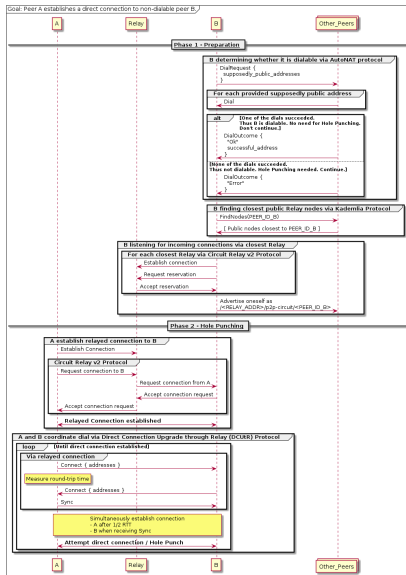 Goal: Peer A establishes a direct connection to non-dialable peer B.
A
Relay
B
Other_Peers
Phase 1 - Preparation
B determining whether it is dialable via AutoNAT protocol
DialRequest {
supposedly_public_addresses
}
For each provided supposedly public address
Dial
alt
[One of the dials succeeded.
Thus B is dialable. No need for Hole Punching.
Don't continue.]
DialOutcome {
"Ok"
successful_address
}
[None of the dials succeeded.
Thus not dialable. Hole Punching needed. Continue.]
DialOutcome {
"Error"
}
B finding closest public Relay nodes via Kademlia Protocol
FindNodes(PEER_ID_B)
[ Public nodes closest to PEER_ID_B ]
B listening for incoming connections via closest Relay
For each closest Relay via Circuit Relay v2 Protocol
Establish connection
Request reservation
Accept reservation
Advertise oneself as
/<RELAY_ADDR>/p2p-circuit/<PEER_ID_B>
Phase 2 - Hole Punching
A establish relayed connection to B
Establish Connection
Circuit Relay v2 Protocol
Request connection to B
Request connection from A
Accept connection request
Accept connection request
Relayed Connection established
A and B coordinate dial via Direct Connection Upgrade through Relay (DCUtR) Protocol
loop
[Until direct connection established]
Via relayed connection
Connect { addresses }
Measure round-trip time
Connect { addresses }
Sync
Simultaneously establish connection
- A after 1/2 RTT
- B when receiving Sync
Attempt direct connection / Hole Punch
A
Relay
B
Other_Peers